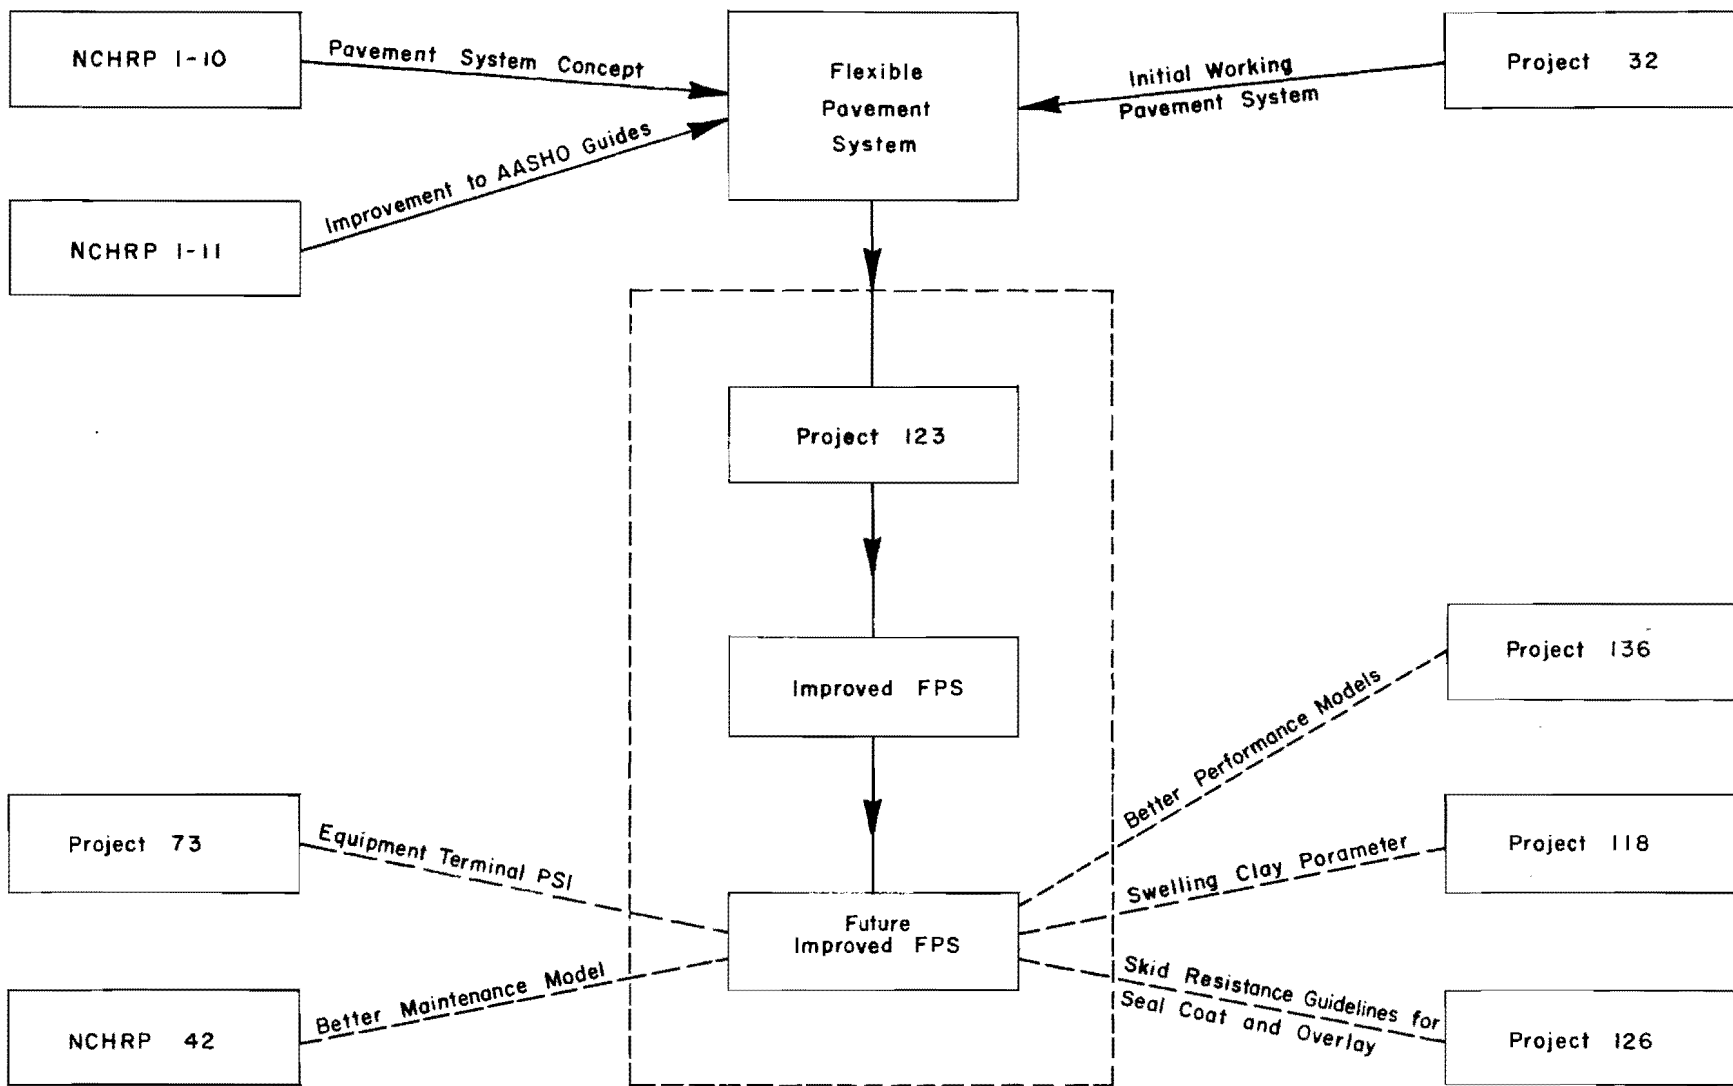 NCHRP 1-10
Pavement System Concept
Flexible
Pavement
System
Initial Working
Pavement System
Project 32
NCHRP 1-11
Improvement to AASHO Guides
Project 123
Improved FPS
Project 136
Better Performance Models
Project 73
Equipment Terminal PSI
Future
Improved FPS
Swelling Clay Porameter
Project 118
NCHRP 42
Better Maintenance Model
Skid Resistance Guidelines for
Seal Coat and Overlay
Project 126